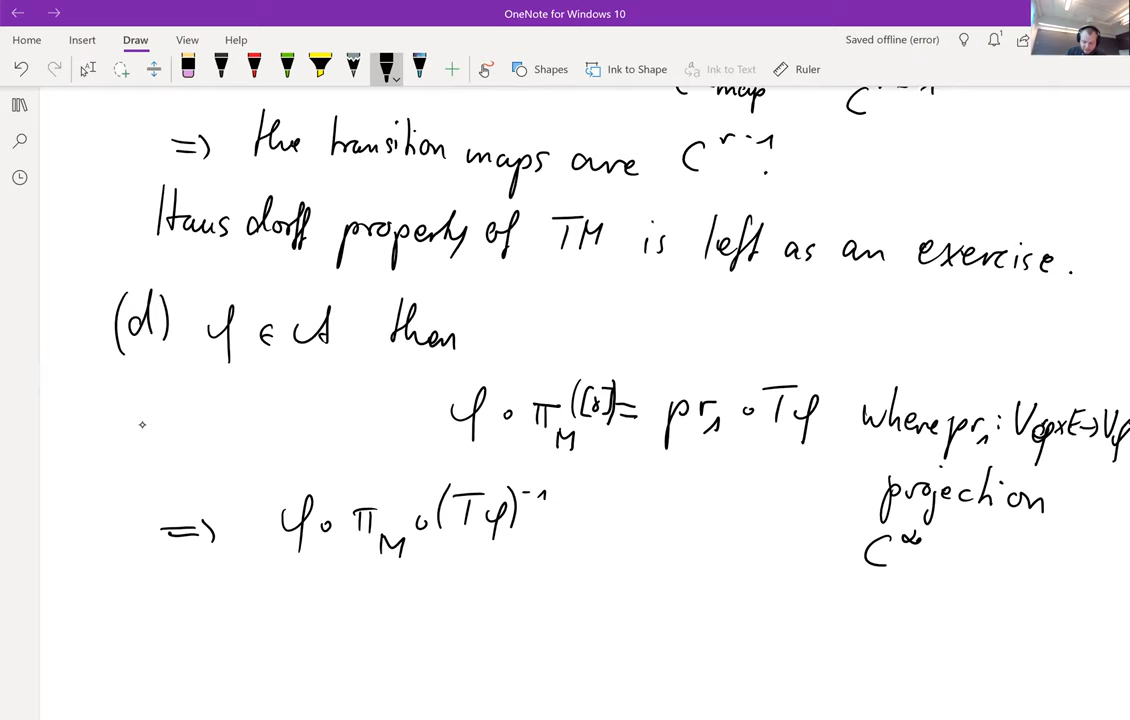 OneNote for Windows 10
Home Insert Draw View Help Saved offline (error) 1
Shapes Ink to Shape Ink to Text Ruler
map
=> the transition maps are C^{r-1}.
Hausdorff property of TM is left as an exercise.
(d) φ ∈ A then
φ ∘ π_M([γ]) = pr_1 ∘ Tφ where pr_1 : V_φ × E → V_φ
projection
=> φ ∘ π_M ∘ (Tφ)^{-1}
C^∞